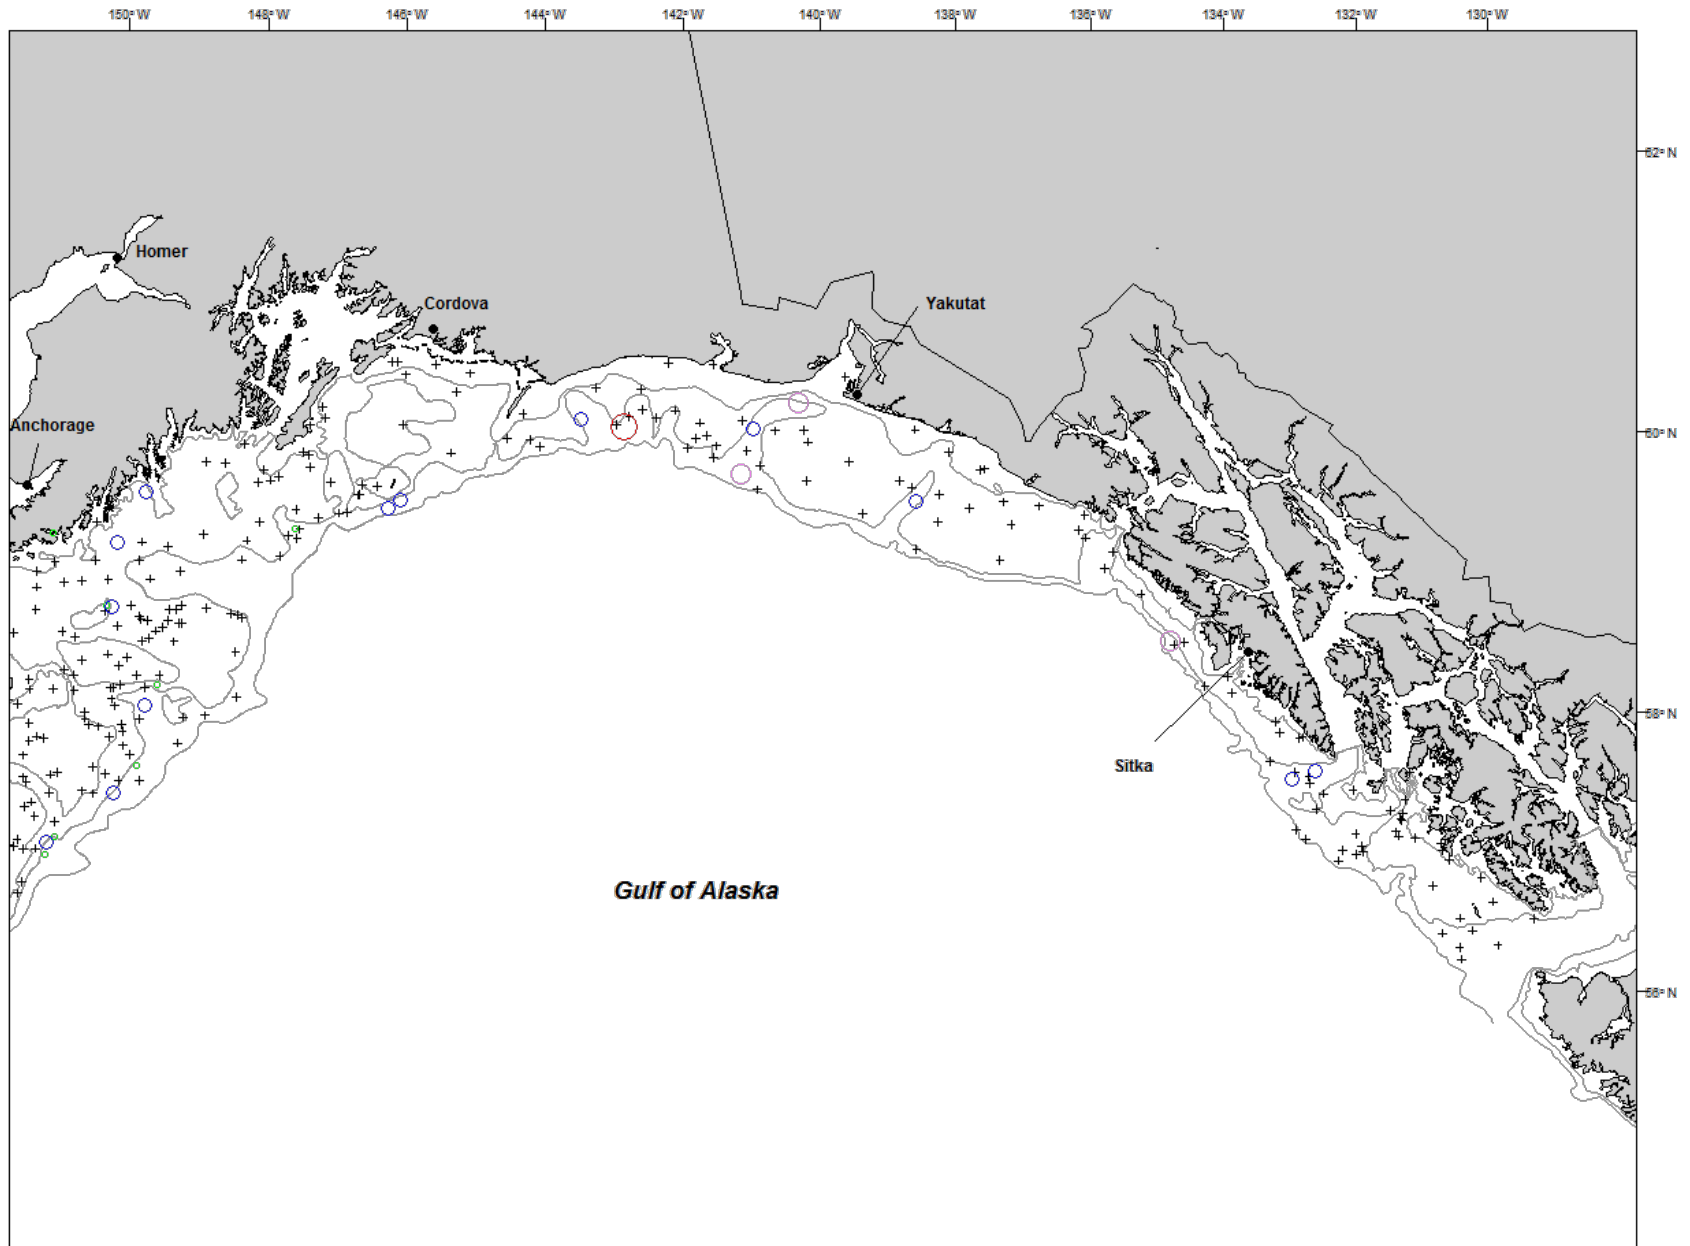 150° W 148° W 146° W 144° W 142° W 140° W 138° W 136° W 134° W 132° W 130° W
62° N
Homer
Cordova
Yakutat
Anchorage
60° N
Sitka
58° N
Gulf of Alaska
56° N